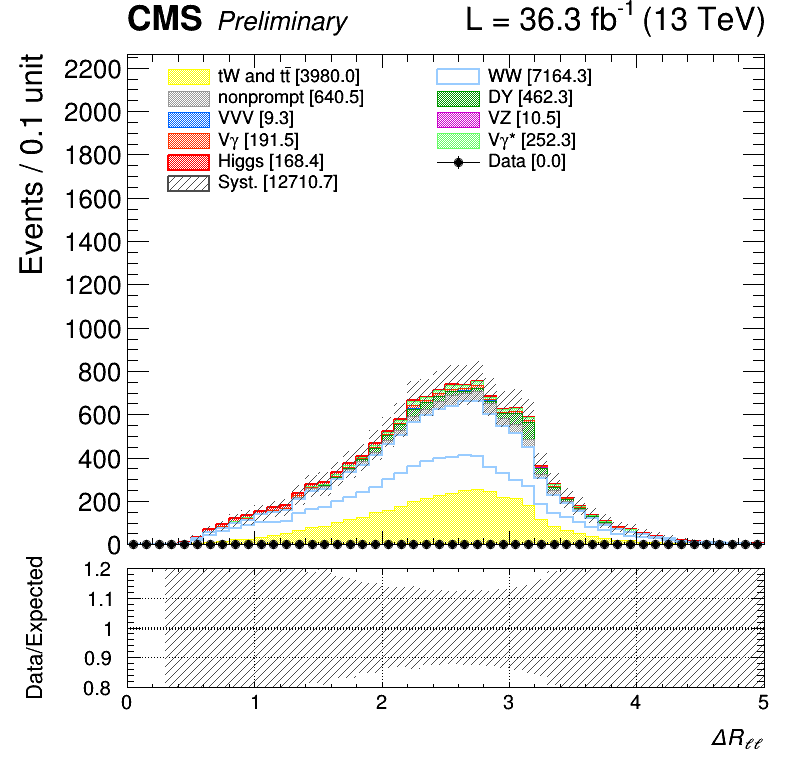 CMS Preliminary L = 36.3 fb⁻¹ (13 TeV)
Events / 0.1 unit
2200
2000
1800
1600
1400
1200
1000
800
600
400
200
0
tW and tt̄ [3980.0]
nonprompt [640.5]
VVV [9.3]
Vγ [191.5]
Higgs [168.4]
Syst. [12710.7]
WW [7164.3]
DY [462.3]
VZ [10.5]
Vγ* [252.3]
Data [0.0]
Data/Expected
1.2
1.1
1
0.9
0.8
0 1 2 3 4 5
ΔRℓℓ